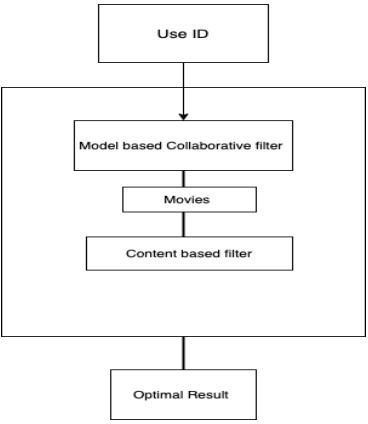 Use ID
Model based Collaborative filter
Movies
Content based filter
Optimal Result